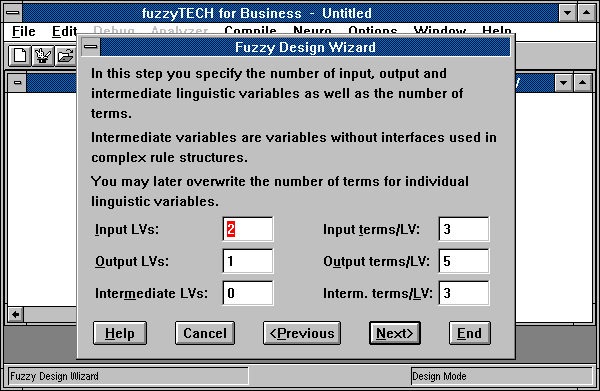 fuzzyTECH for Business - Untitled
File Edit Debug Analyzer Compile Neuro Options Window Help
Fuzzy Design Wizard
In this step you specify the number of input, output and
intermediate linguistic variables as well as the number of
terms.
Intermediate variables are variables without interfaces used in
complex rule structures.
You may later overwrite the number of terms for individual
linguistic variables.
Input LVs: 2 Input terms/LV: 3
Output LVs: 1 Output terms/LV: 5
Intermediate LVs: 0 Interm. terms/LV: 3
Help Cancel <Previous Next> End
Fuzzy Design Wizard Design Mode